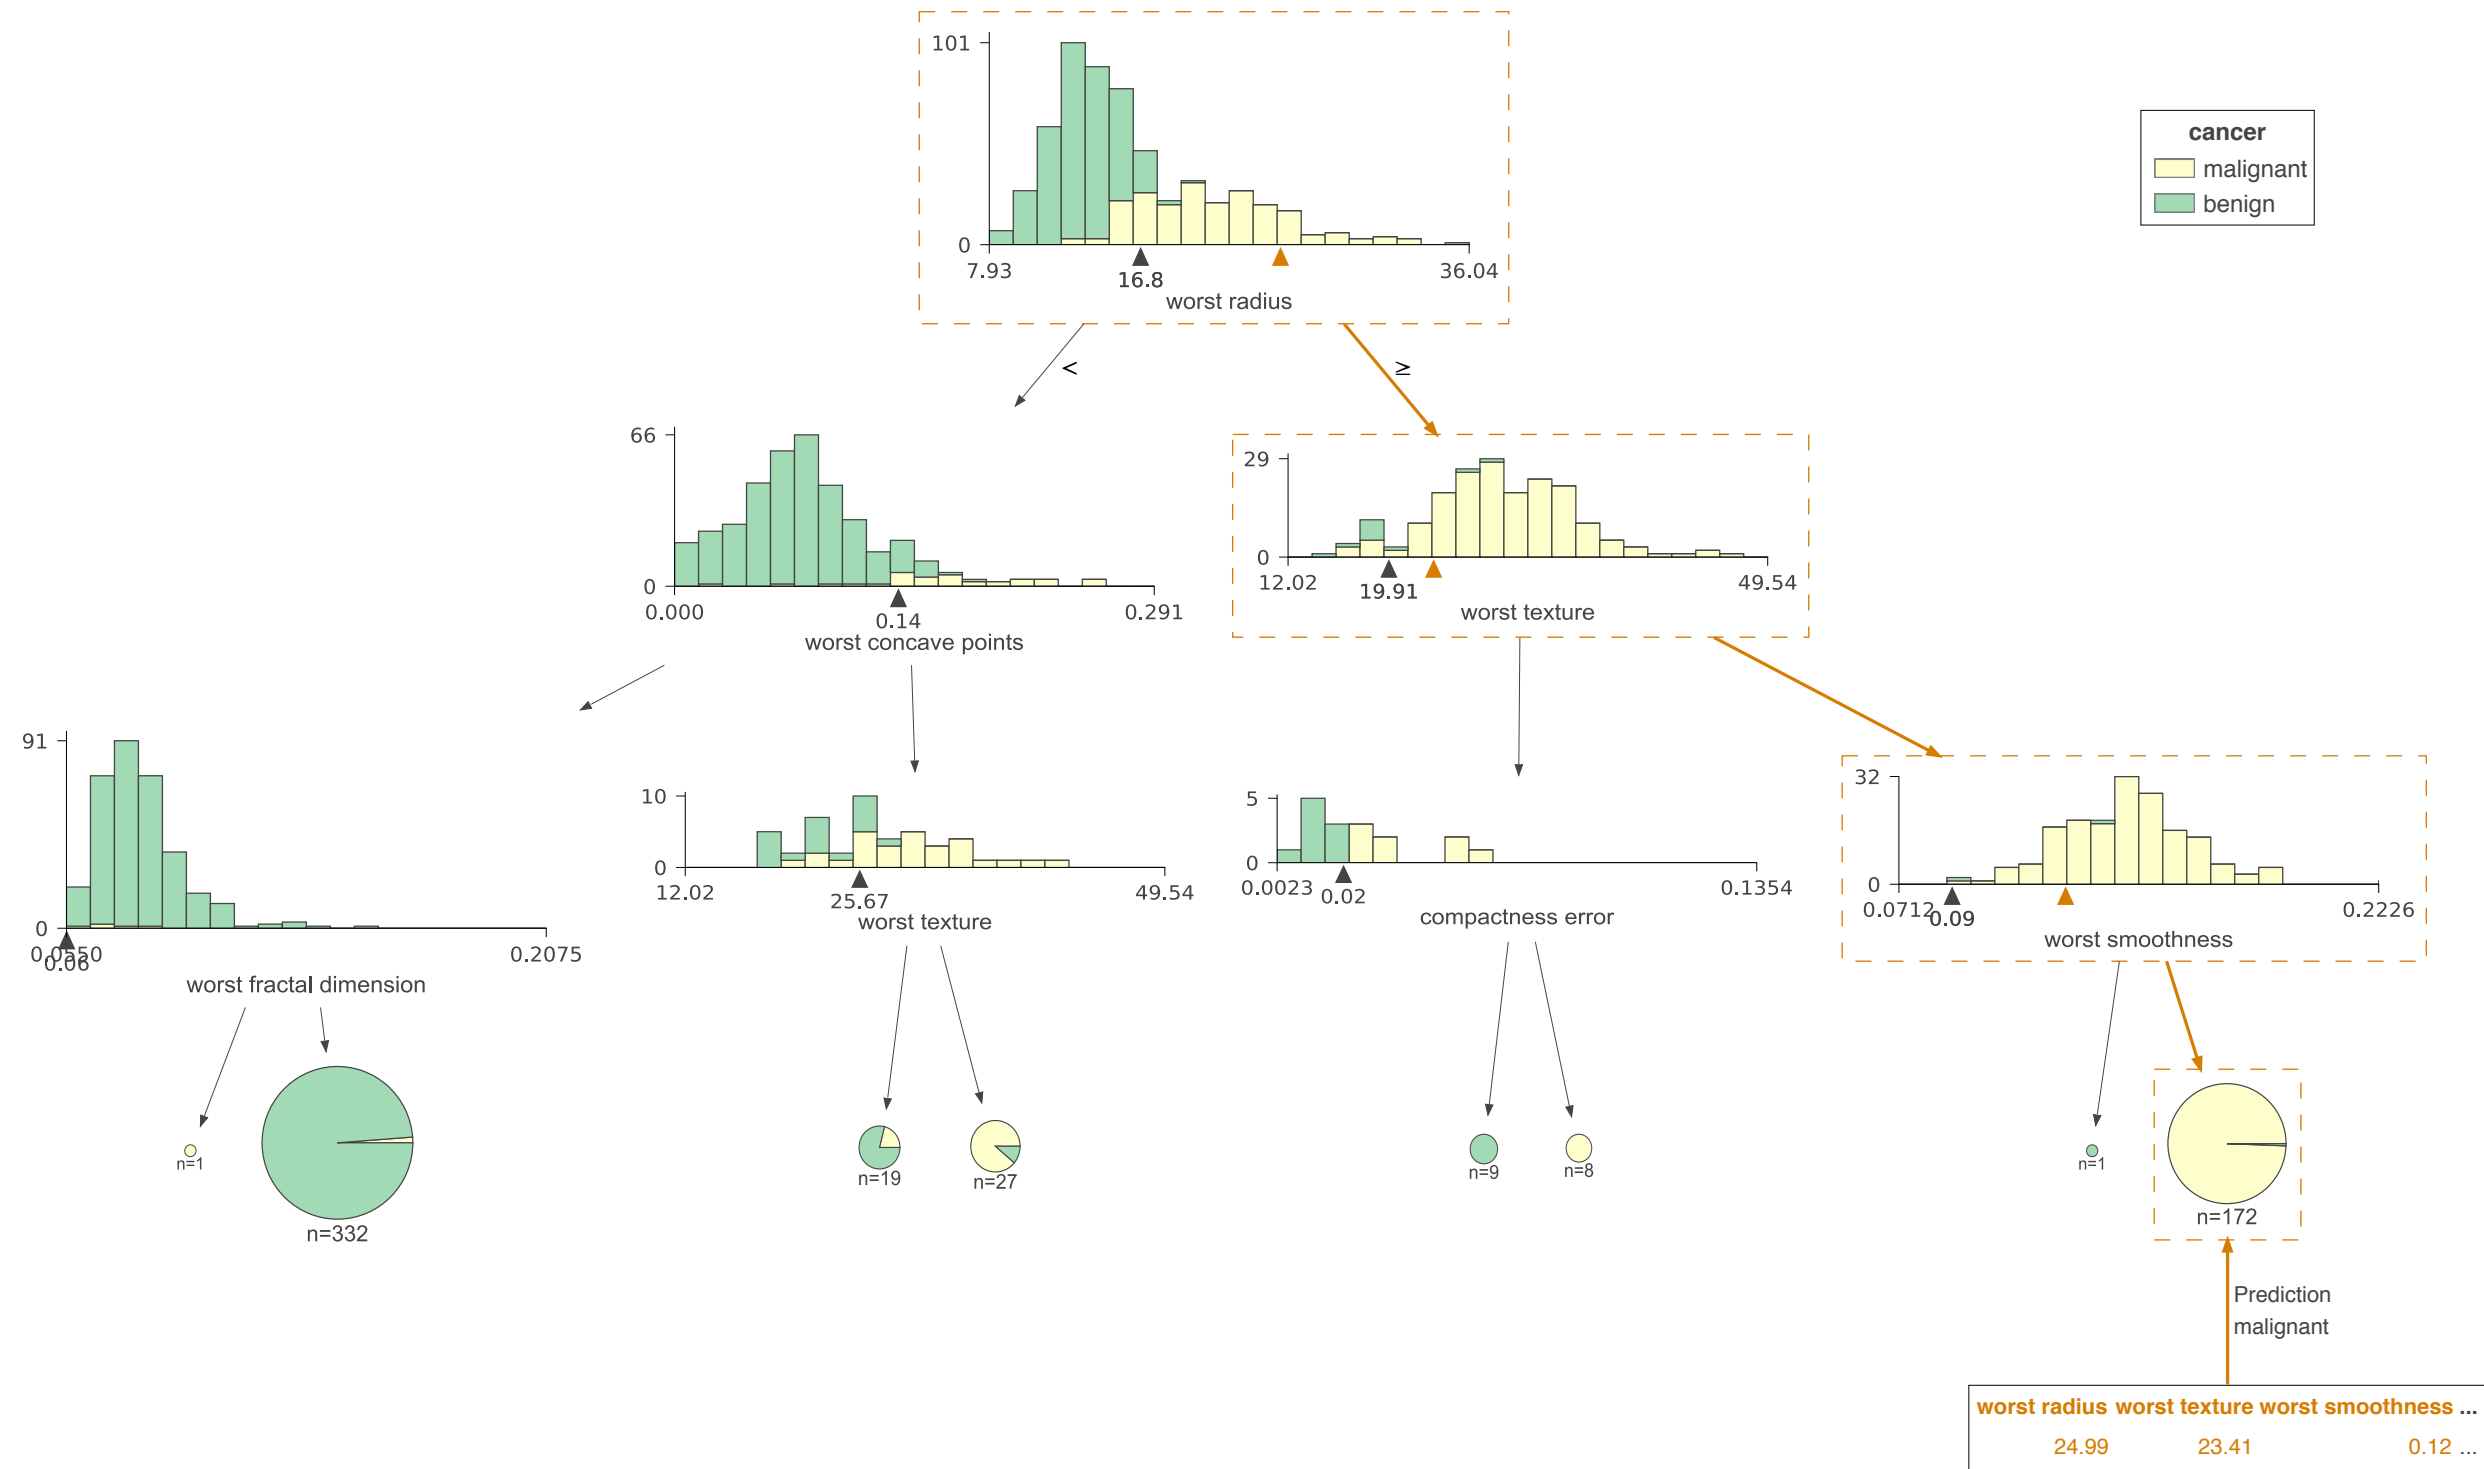 101
0
7.93
16.8
36.04
worst radius
cancer
malignant
benign
<
≥
66
0
0.000
0.14
0.291
worst concave points
29
0
12.02
19.91
49.54
worst texture
91
0
0.0550
0.06
0.2075
worst fractal dimension
10
0
12.02
25.67
49.54
worst texture
5
0
0.0023
0.02
0.1354
compactness error
32
0
0.0712
0.09
0.2226
worst smoothness
n=1
n=332
n=19
n=27
n=9
n=8
n=1
n=172
Prediction
malignant
worst radius worst texture worst smoothness ...
24.99 23.41 0.12 ...